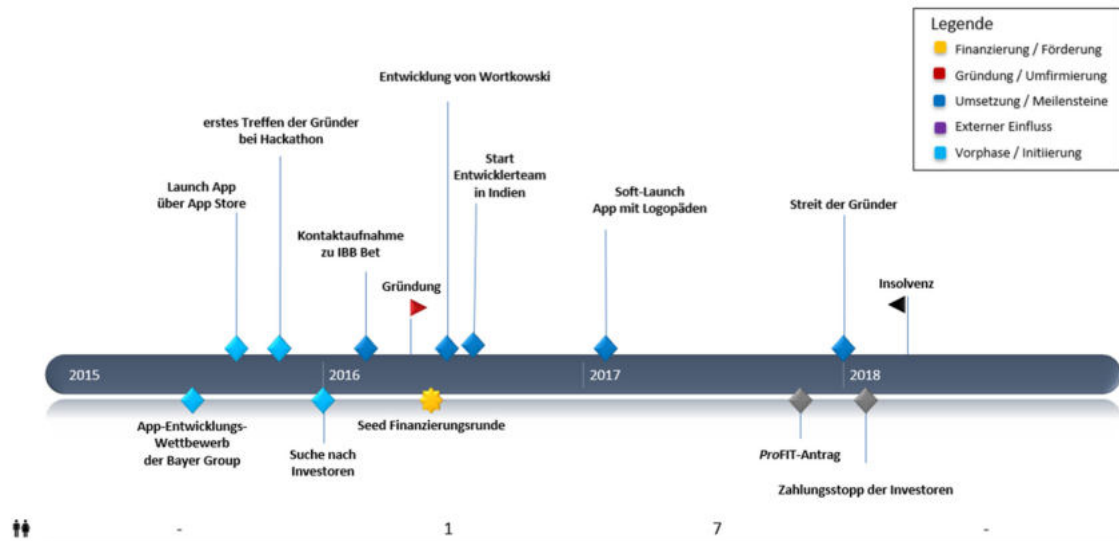 Legende
Finanzierung / Förderung
Gründung / Umfirmierung
Umsetzung / Meilensteine
Externer Einfluss
Vorphase / Initiierung
Entwicklung von Wortkowski
erstes Treffen der Gründer
bei Hackathon
Start
Entwicklerteam
in Indien
Launch App
über App Store
Soft-Launch
App mit Logopäden
Streit der Gründer
Kontaktaufnahme
zu IBB Bet
Gründung
Insolvenz
2015
2016
2017
2018
App-Entwicklungs-
Wettbewerb
der Bayer Group
Suche nach
Investoren
Seed Finanzierungsrunde
ProFIT-Antrag
Zahlungsstopp der Investoren
- 1 7 -